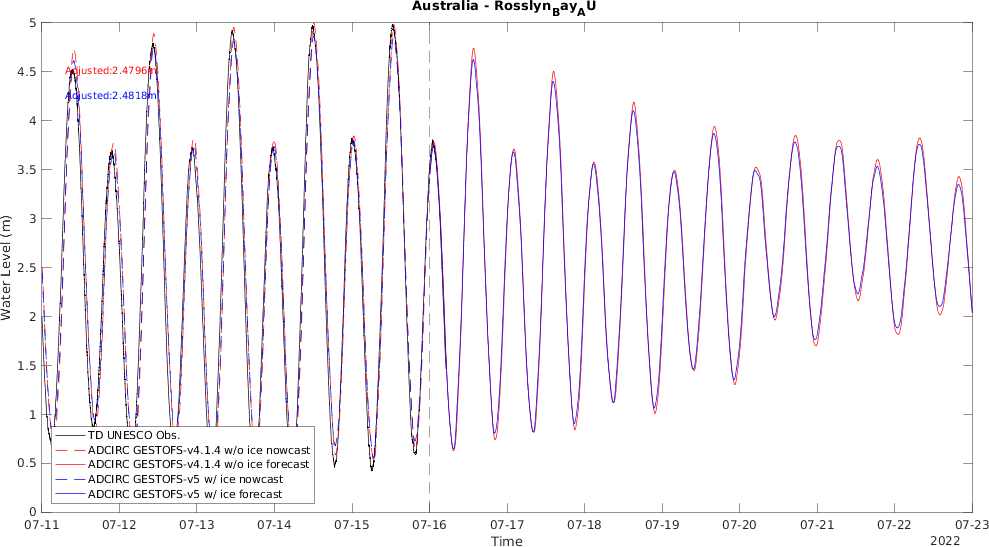 Australia - RosslynBayAU
5
4.5
4
3.5
3
2.5
2
1.5
1
0.5
0
Water Level (m)
Adjusted:2.4796m
Adjusted:2.4818m
TD UNESCO Obs.
ADCIRC GESTOFS-v4.1.4 w/o ice nowcast
ADCIRC GESTOFS-v4.1.4 w/o ice forecast
ADCIRC GESTOFS-v5 w/ ice nowcast
ADCIRC GESTOFS-v5 w/ ice forecast
07-11 07-12 07-13 07-14 07-15 07-16 07-17 07-18 07-19 07-20 07-21 07-22 07-23
Time
2022